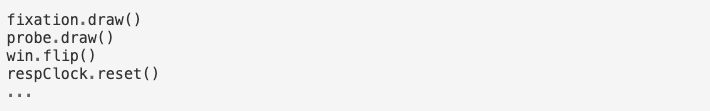 fixation.draw()
probe.draw()
win.flip()
respClock.reset()
...